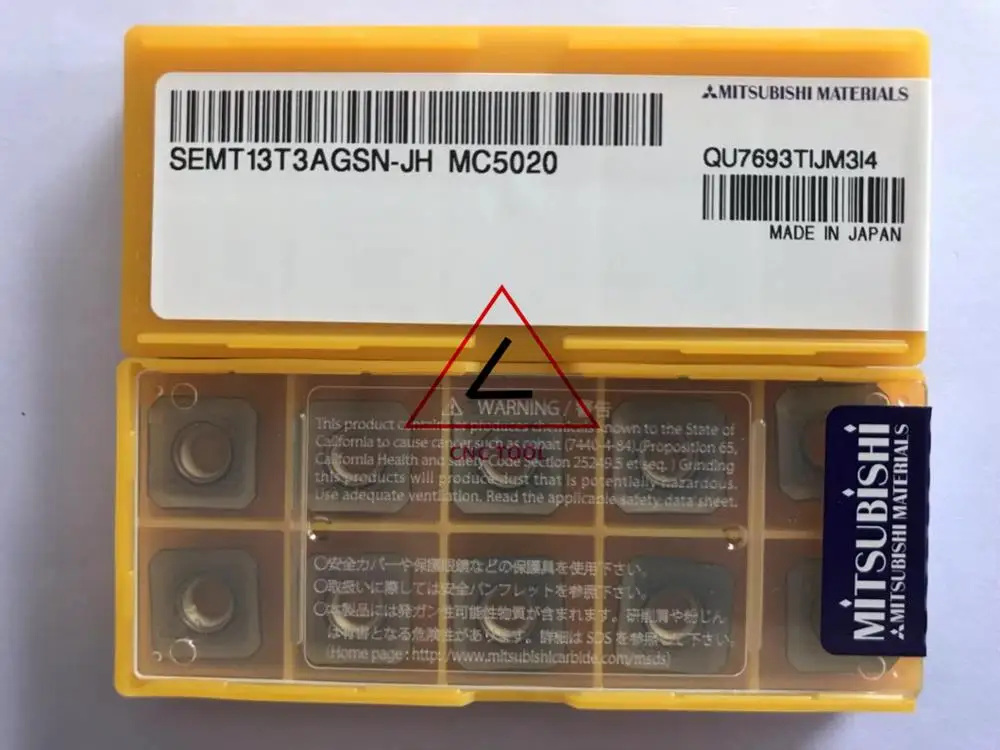 MITSUBISHI MATERIALS
SEMT13T3AGSN-JH MC5020
QU7693TIJM3I4
MADE IN JAPAN
L
CNC TOOL
WARNING / 警告
This product contains/produces chemicals known to the State of
California to cause cancer such as cobalt (7440-4-84).(Proposition 65,
California Health and Safety Code Section 25249.5 et seq. ) Grinding
this products will produce dust that is potentially hazardous.
Use adequate ventilation. Read the applicable safety data sheet.
○安全カバーや保護眼鏡などの保護具を使用下さい。
○取扱いに際しては安全パンフレットを参照下さい。
○本製品には発ガン性可能性物質が含まれます。研削屑や粉じん
は有害となる危険性があります。詳細は SDS を参照して下さい。
(Home page : http://www.mitsubishicarbide.com/msds)
MITSUBISHI
MITSUBISHI MATERIALS